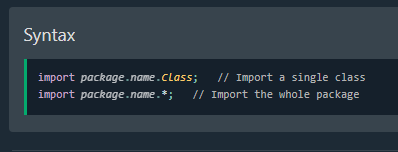 Syntax
import package.name.Class;   // Import a single class
import package.name.*;   // Import the whole package